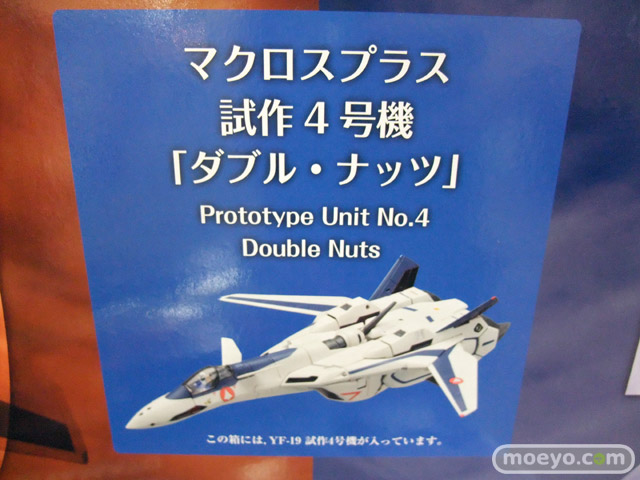 マクロスプラス
試作4号機
「ダブル・ナッツ」
Prototype Unit No.4
Double Nuts
この箱には、YF-19 試作4号機が入っています。
moeyo.com